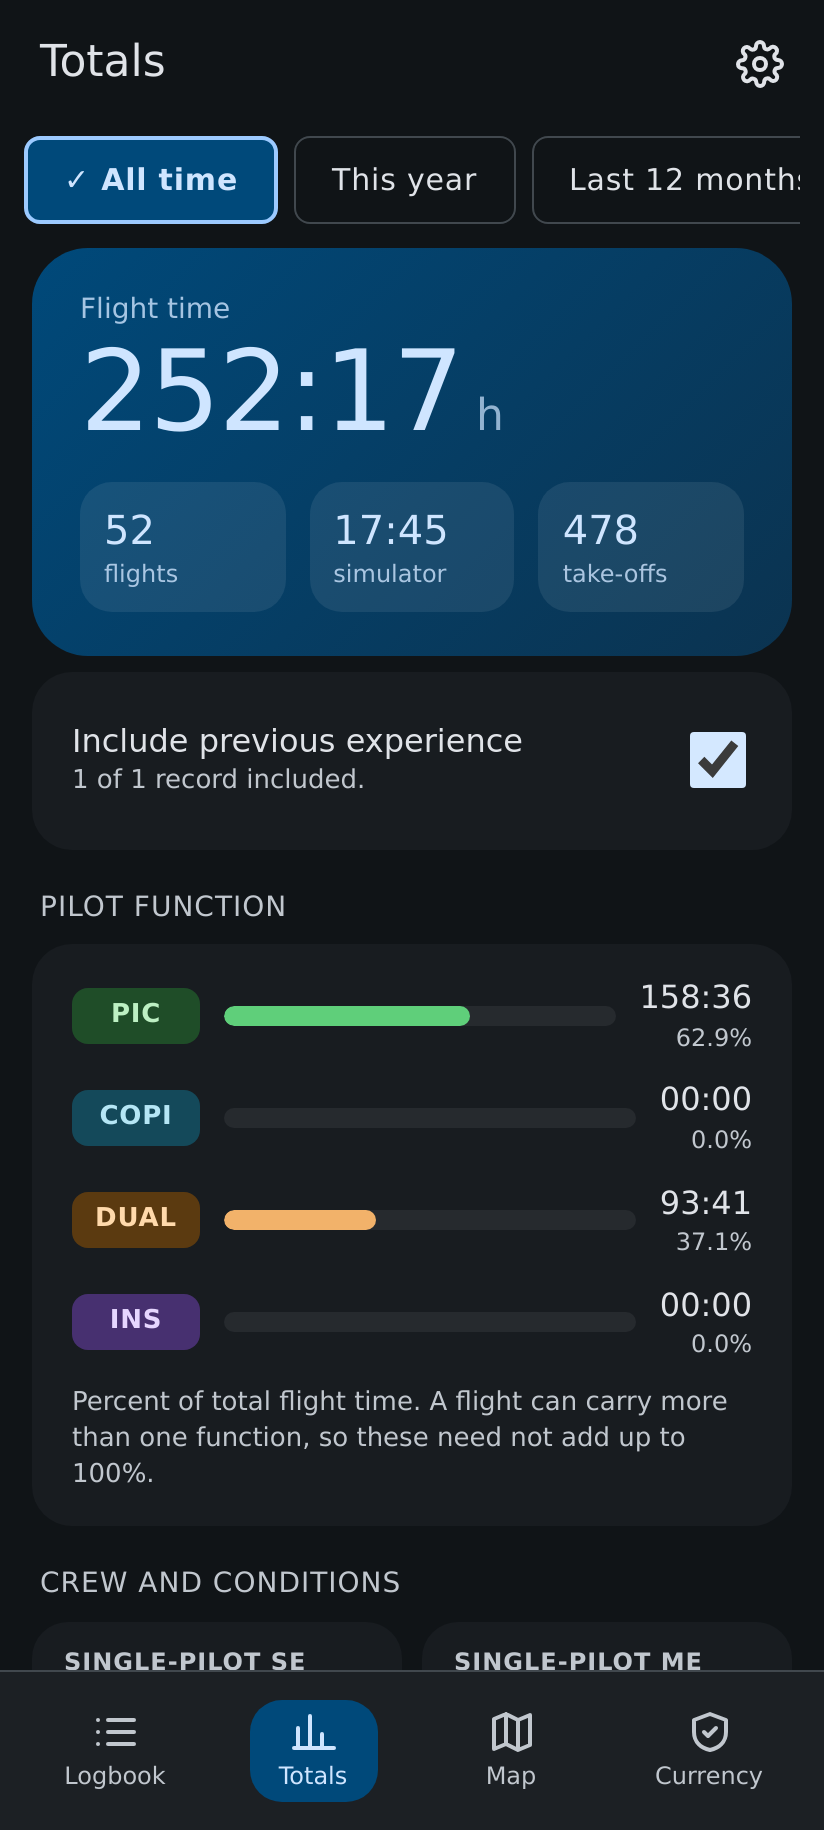 Totals
✓ All time
This year
Last 12 months
Flight time
252:17 h
52
flights
17:45
simulator
478
take-offs
Include previous experience
1 of 1 record included.
PILOT FUNCTION
PIC
158:36
62.9%
COPI
00:00
0.0%
DUAL
93:41
37.1%
INS
00:00
0.0%
Percent of total flight time. A flight can carry more
than one function, so these need not add up to
100%.
CREW AND CONDITIONS
SINGLE-PILOT SE
SINGLE-PILOT ME
Logbook
Totals
Map
Currency